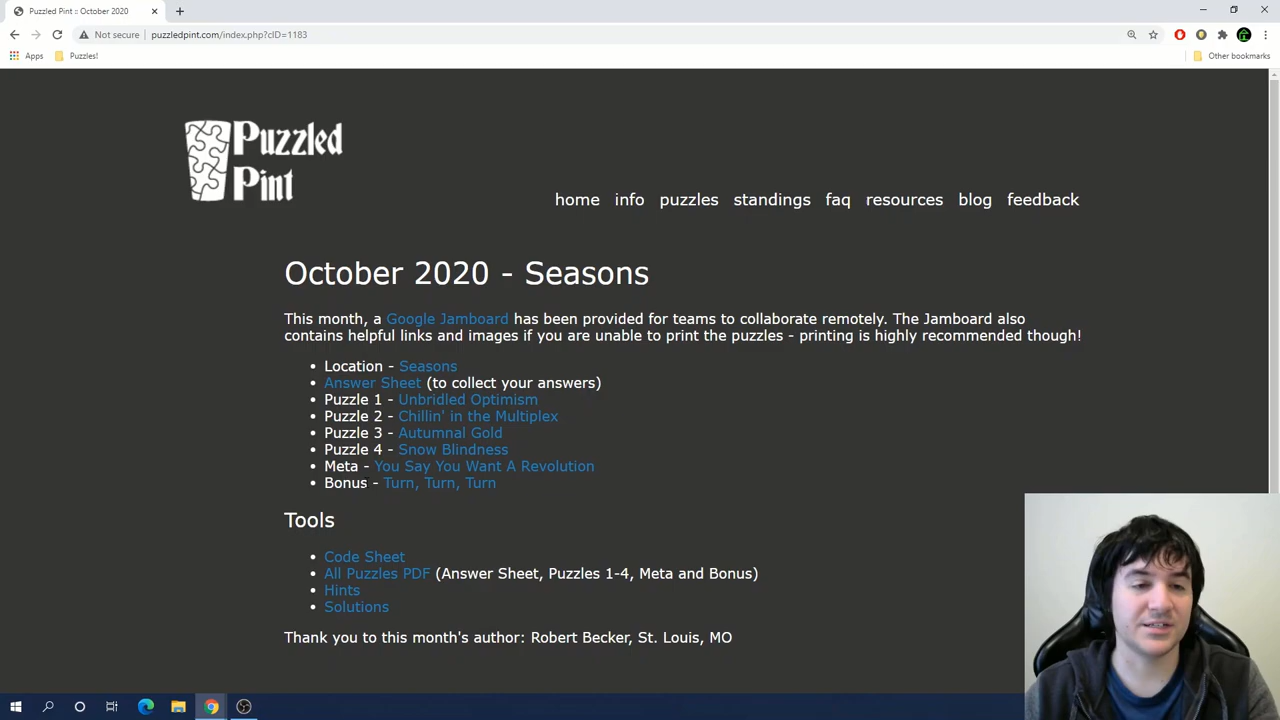 Puzzled Pint :: October 2020
Not secure puzzledpint.com/index.php?cID=1183
Apps Puzzles! Other bookmarks
Puzzled
Pint
home info puzzles standings faq resources blog feedback
October 2020 - Seasons
This month, a Google Jamboard has been provided for teams to collaborate remotely. The Jamboard also
contains helpful links and images if you are unable to print the puzzles - printing is highly recommended though!
• Location - Seasons
• Answer Sheet (to collect your answers)
• Puzzle 1 - Unbridled Optimism
• Puzzle 2 - Chillin' in the Multiplex
• Puzzle 3 - Autumnal Gold
• Puzzle 4 - Snow Blindness
• Meta - You Say You Want A Revolution
• Bonus - Turn, Turn, Turn
Tools
• Code Sheet
• All Puzzles PDF (Answer Sheet, Puzzles 1-4, Meta and Bonus)
• Hints
• Solutions
Thank you to this month's author: Robert Becker, St. Louis, MO